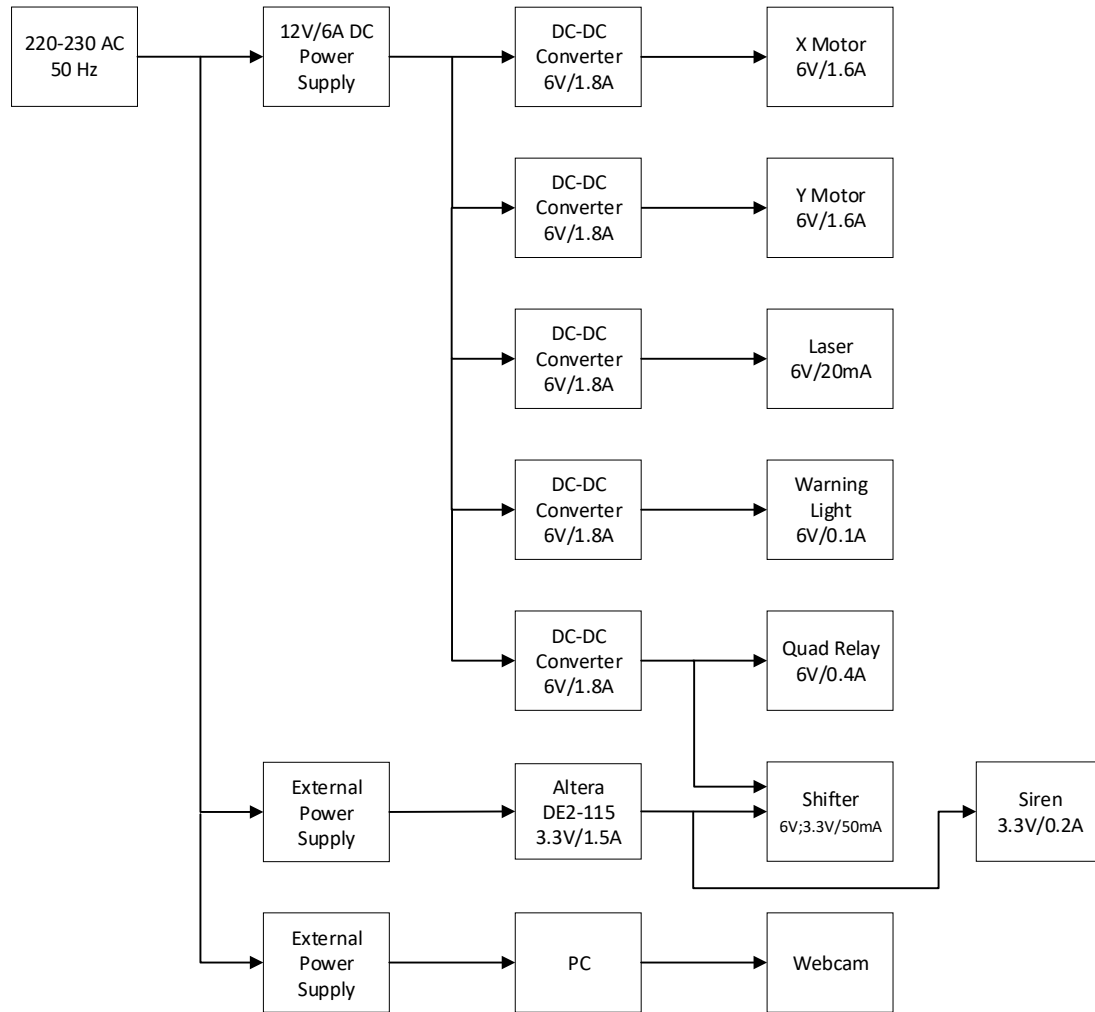 220-230 AC
50 Hz
12V/6A DC
Power
Supply
DC-DC
Converter
6V/1.8A
X Motor
6V/1.6A
DC-DC
Converter
6V/1.8A
Y Motor
6V/1.6A
DC-DC
Converter
6V/1.8A
Laser
6V/20mA
DC-DC
Converter
6V/1.8A
Warning
Light
6V/0.1A
DC-DC
Converter
6V/1.8A
Quad Relay
6V/0.4A
External
Power
Supply
Altera
DE2-115
3.3V/1.5A
Shifter
6V;3.3V/50mA
Siren
3.3V/0.2A
External
Power
Supply
PC
Webcam